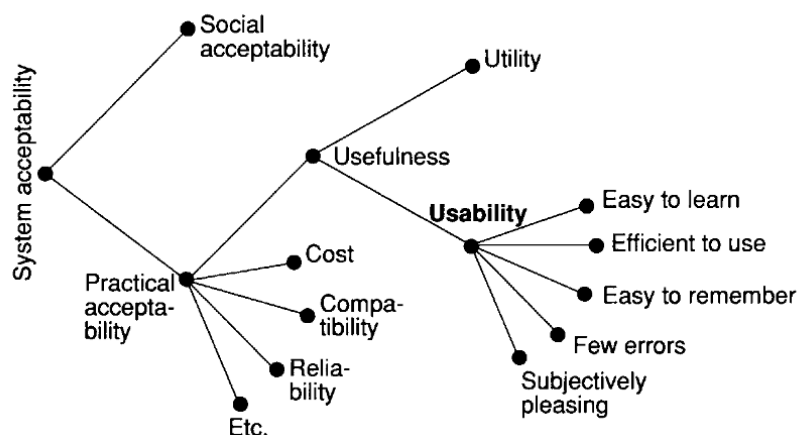 System acceptability
Social
acceptability
Utility
Usefulness
Usability
Easy to learn
Efficient to use
Easy to remember
Few errors
Subjectively
pleasing
Practical
accepta-
bility
Cost
Compa-
tibility
Relia-
bility
Etc.